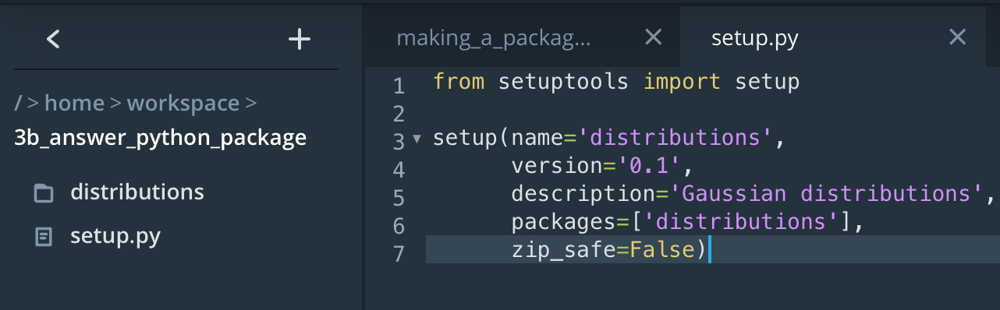 making_a_packag...
setup.py
/ > home > workspace >
3b_answer_python_package
distributions
setup.py
1 from setuptools import setup
2
3 setup(name='distributions',
4       version='0.1',
5       description='Gaussian distributions',
6       packages=['distributions'],
7       zip_safe=False)